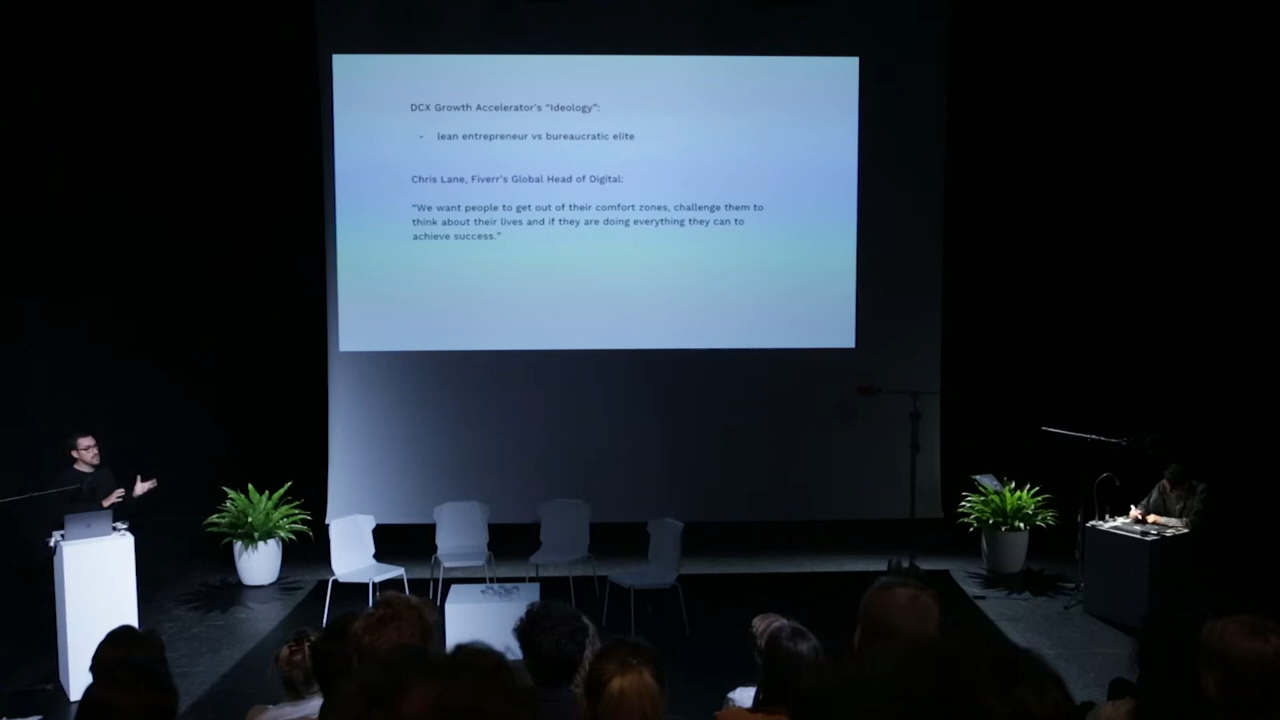 DCX Growth Accelerator's "Ideology":
- lean entrepreneur vs bureaucratic elite
Chris Lane, Fiverr's Global Head of Digital:
"We want people to get out of their comfort zones, challenge them to
think about their lives and if they are doing everything they can to
achieve success."